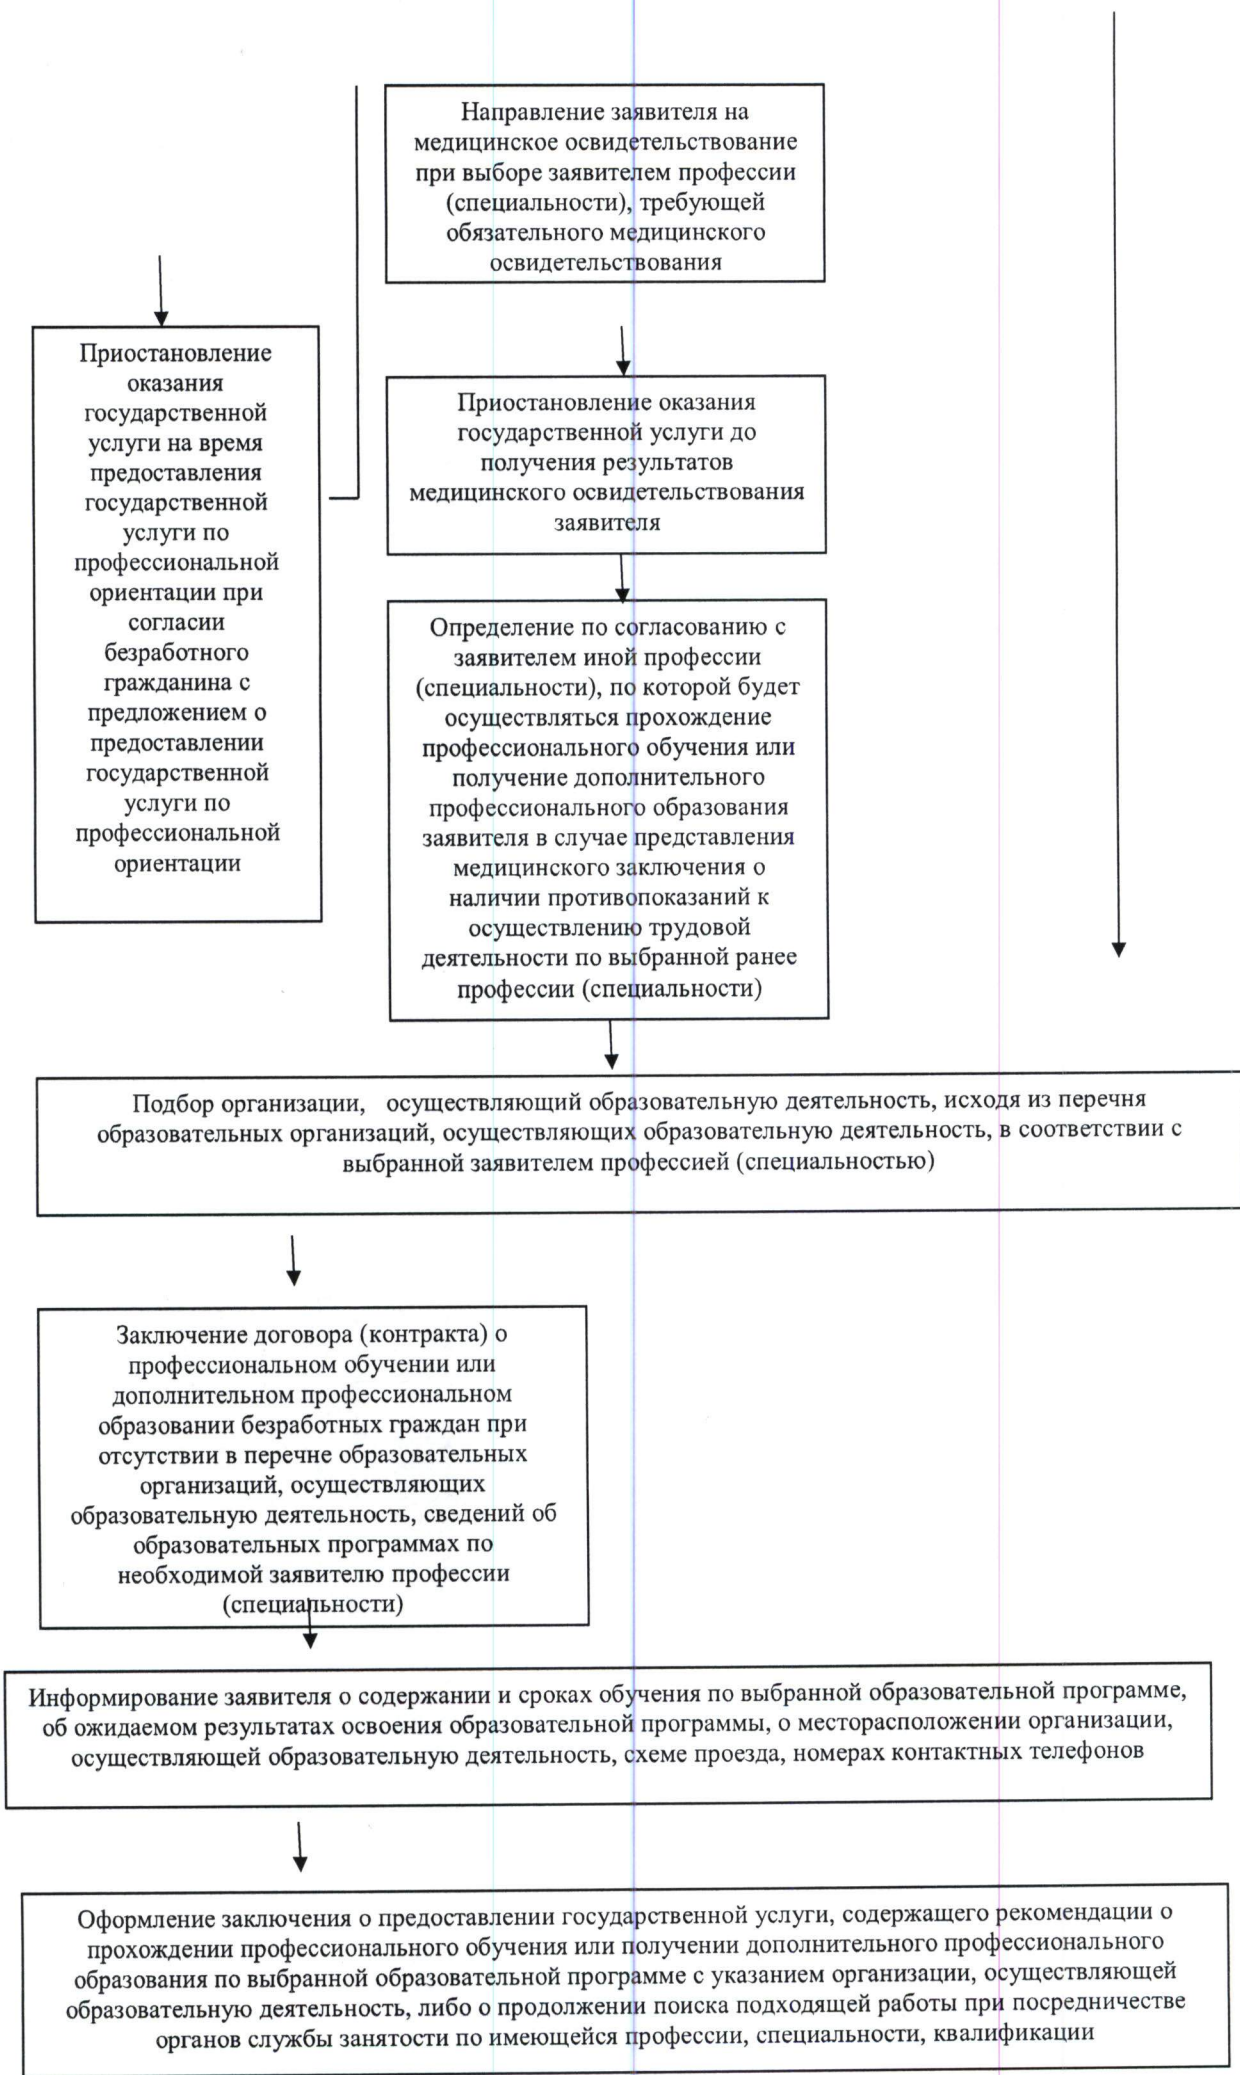 Направление заявителя на
медицинское освидетельствование
при выборе заявителем профессии
(специальности), требующей
обязательного медицинского
освидетельствования
Приостановление
оказания
государственной
услуги на время
предоставления
государственной
услуги по
профессиональной
ориентации при
согласии
безработного
гражданина с
предложением о
предоставлении
государственной
услуги по
профессиональной
ориентации
Приостановление оказания
государственной услуги до
получения результатов
медицинского освидетельствования
заявителя
Определение по согласованию с
заявителем иной профессии
(специальности), по которой будет
осуществляться прохождение
профессионального обучения или
получение дополнительного
профессионального образования
заявителя в случае представления
медицинского заключения о
наличии противопоказаний к
осуществлению трудовой
деятельности по выбранной ранее
профессии (специальности)
Подбор организации, осуществляющий образовательную деятельность, исходя из перечня
образовательных организаций, осуществляющих образовательную деятельность, в соответствии с
выбранной заявителем профессией (специальностью)
Заключение договора (контракта) о
профессиональном обучении или
дополнительном профессиональном
образовании безработных граждан при
отсутствии в перечне образовательных
организаций, осуществляющих
образовательную деятельность, сведений об
образовательных программах по
необходимой заявителю профессии
(специальности)
Информирование заявителя о содержании и сроках обучения по выбранной образовательной программе,
об ожидаемом результатах освоения образовательной программы, о месторасположении организации,
осуществляющей образовательную деятельность, схеме проезда, номерах контактных телефонов
Оформление заключения о предоставлении государственной услуги, содержащего рекомендации о
прохождении профессионального обучения или получении дополнительного профессионального
образования по выбранной образовательной программе с указанием организации, осуществляющей
образовательную деятельность, либо о продолжении поиска подходящей работы при посредничестве
органов службы занятости по имеющейся профессии, специальности, квалификации